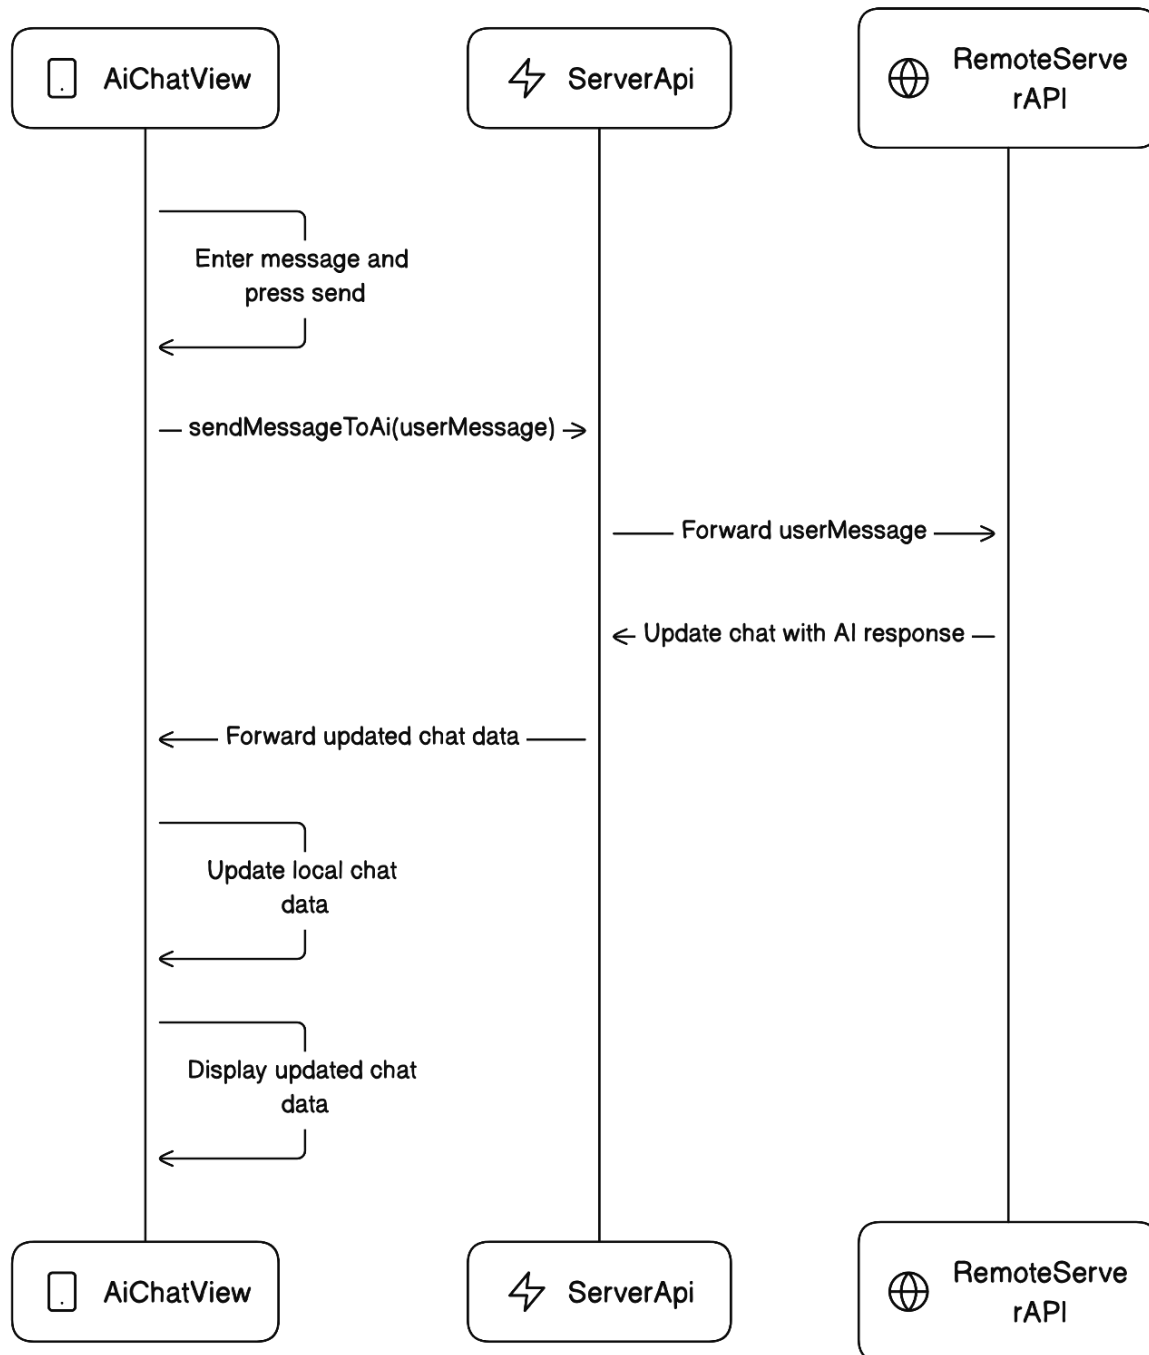 AiChatView
ServerApi
RemoteServe
rAPI
Enter message and
press send
sendMessageToAi(userMessage)
Forward userMessage
Update chat with AI response
Forward updated chat data
Update local chat
data
Display updated chat
data
AiChatView
ServerApi
RemoteServe
rAPI